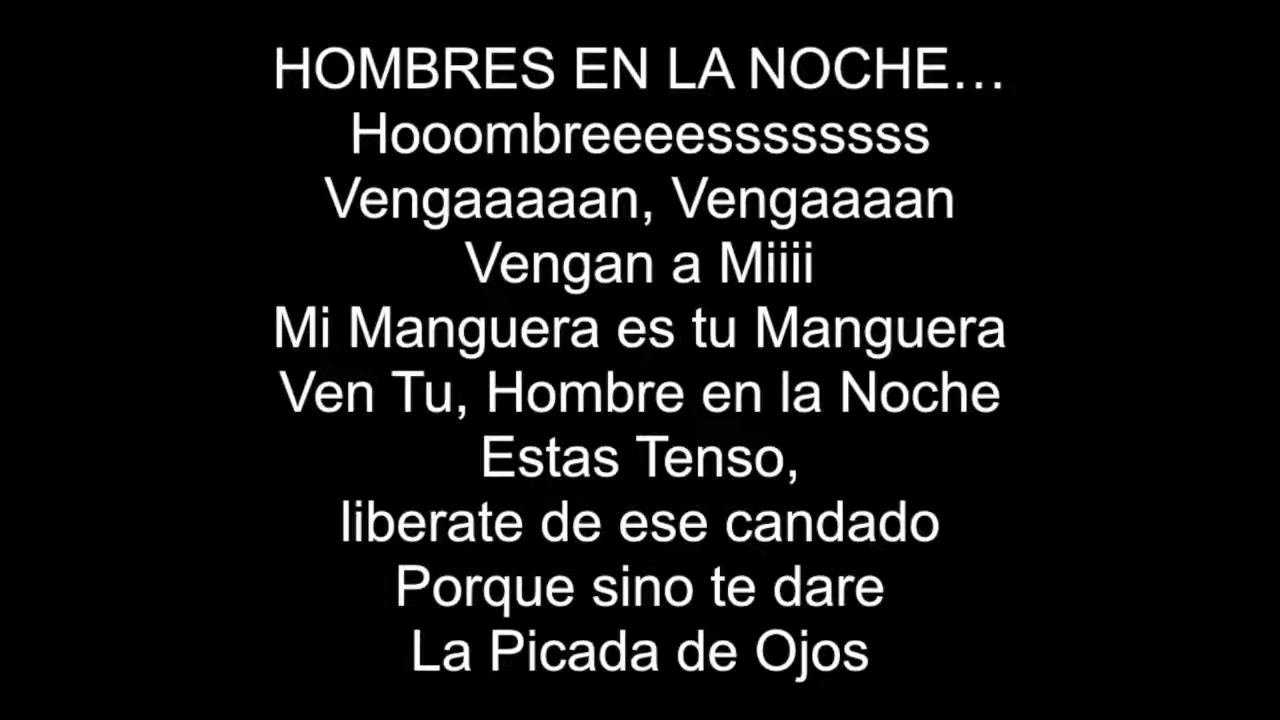 HOMBRES EN LA NOCHE...
Hooombreeeessssssss
Vengaaaaan, Vengaaaan
Vengan a Miiii
Mi Manguera es tu Manguera
Ven Tu, Hombre en la Noche
Estas Tenso,
liberate de ese candado
Porque sino te dare
La Picada de Ojos